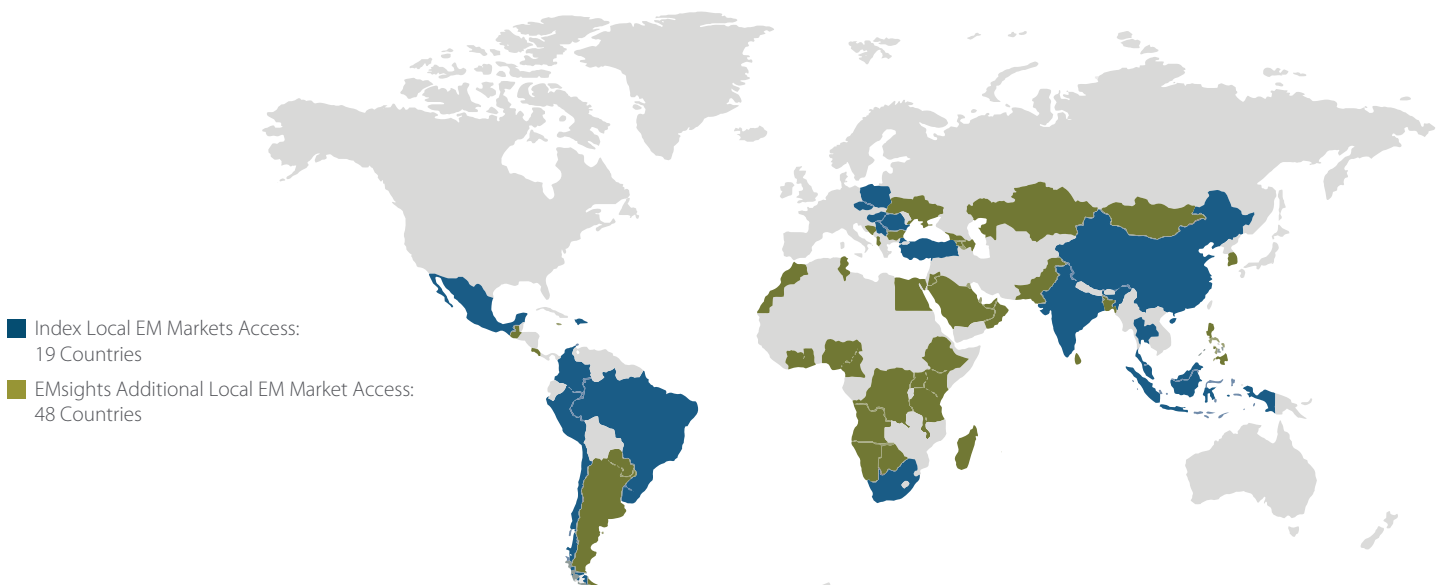 Index Local EM Markets Access:
19 Countries
EMsights Additional Local EM Market Access:
48 Countries